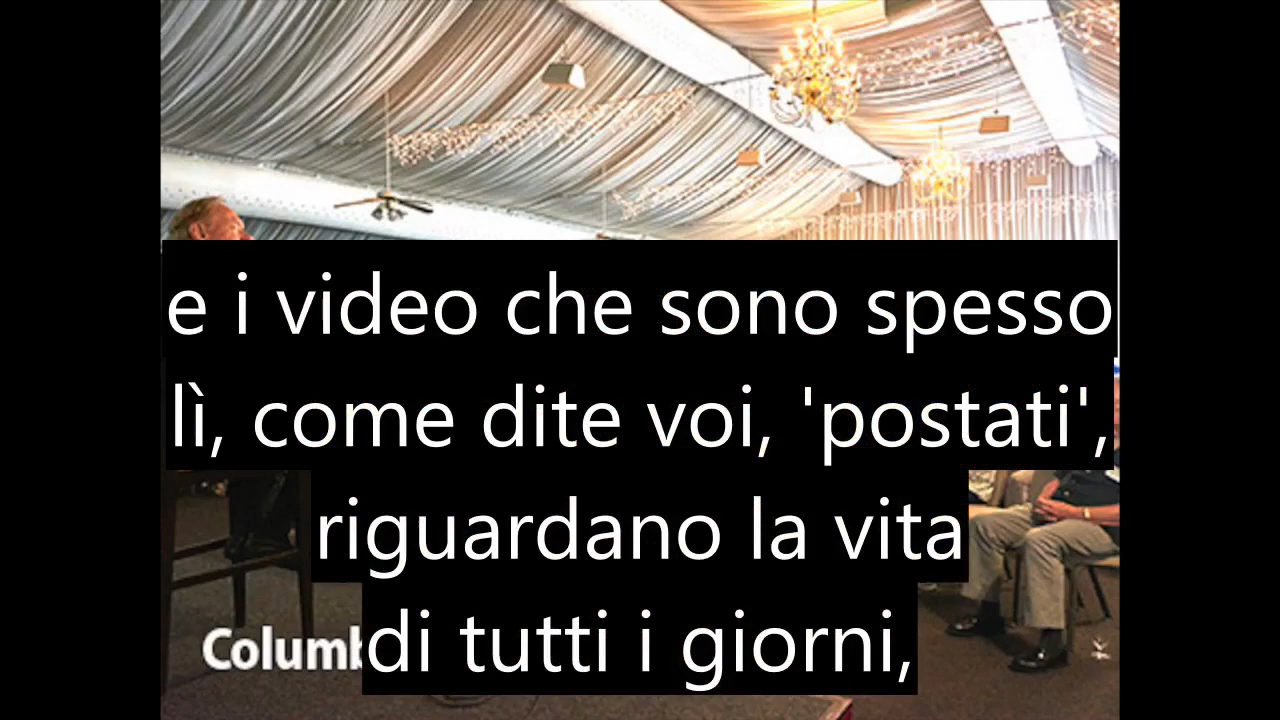 e i video che sono spesso
lì, come dite voi, 'postati',
riguardano la vita
di tutti i giorni,